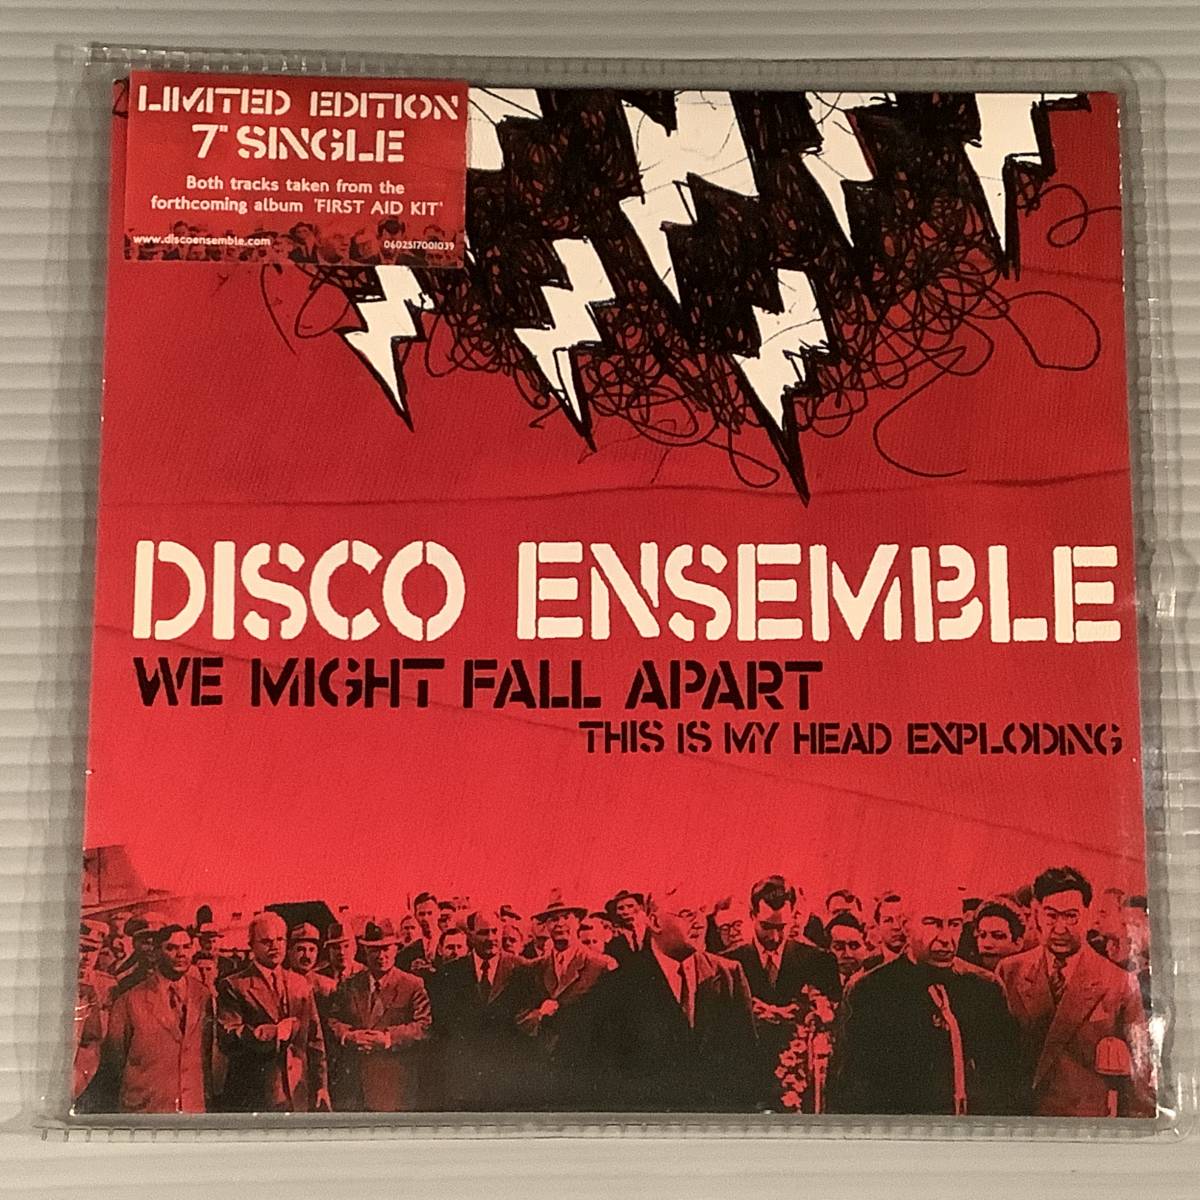 LIMITED EDITION
7" SINGLE
Both tracks taken from the
forthcoming album 'FIRST AID KIT'
www.discoensemble.com 0602517001039
DISCO ENSEMBLE
WE MIGHT FALL APART
THIS IS MY HEAD EXPLODING